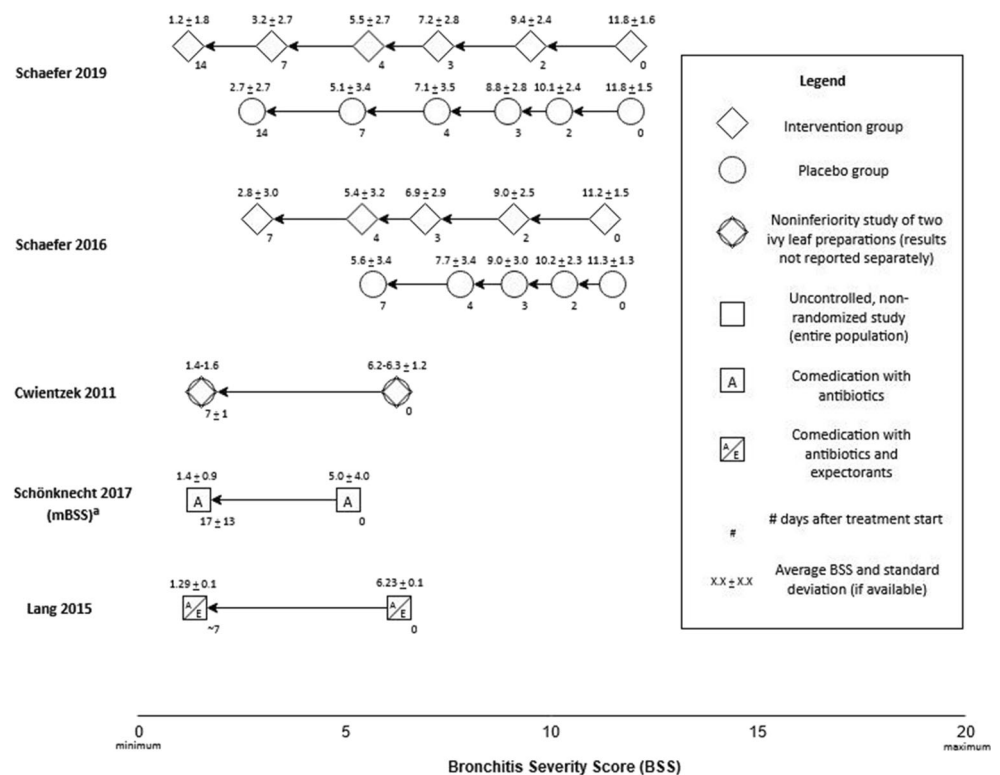 1.2 ± 1.8 3.2 ± 2.7 5.5 ± 2.7 7.2 ± 2.8 9.4 ± 2.4 11.8 ± 1.6
Schaefer 2019
14 7 4 3 2 0
2.7 ± 2.7 5.1 ± 3.4 7.1 ± 3.5 8.8 ± 2.8 10.1 ± 2.4 11.8 ± 1.5
14 7 4 3 2 0
2.8 ± 3.0 5.4 ± 3.2 6.9 ± 2.9 9.0 ± 2.5 11.2 ± 1.5
Schaefer 2016
7 4 3 2 0
5.6 ± 3.4 7.7 ± 3.4 9.0 ± 3.0 10.2 ± 2.3 11.3 ± 1.3
7 4 3 2 0
1.4-1.6 6.2-6.3 ± 1.2
Cwientzek 2011
7 ± 1 0
1.4 ± 0.9 5.0 ± 4.0
Schönknecht 2017
(mBSS)ᵃ
A A
17 ± 13 0
1.29 ± 0.1 6.23 ± 0.1
Lang 2015
A/E A/E
~7 0
Legend
Intervention group
Placebo group
Noninferiority study of two
ivy leaf preparations (results
not reported separately)
Uncontrolled, non-
randomized study
(entire population)
A Comedication with
antibiotics
A/E Comedication with
antibiotics and
expectorants
# # days after treatment start
X.X ± X.X Average BSS and standard
deviation (if available)
0 5 10 15 20
minimum maximum
Bronchitis Severity Score (BSS)